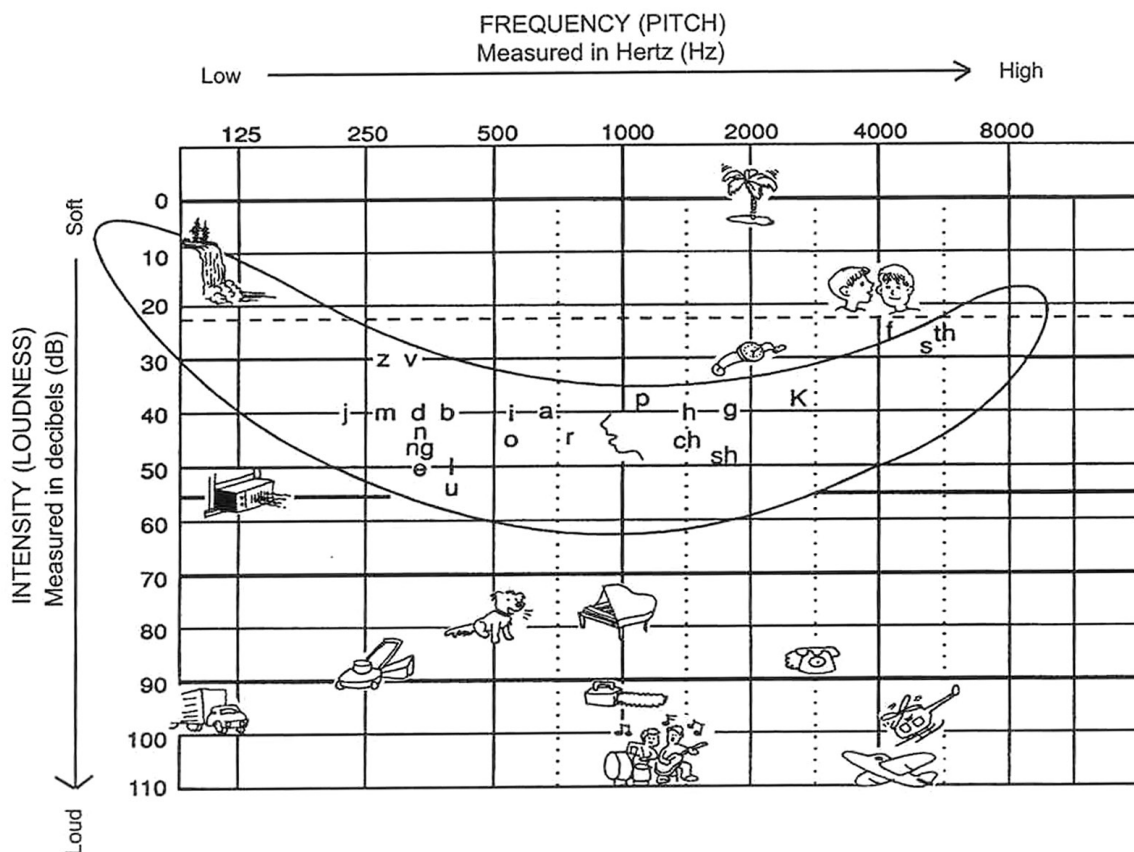 FREQUENCY (PITCH)
Measured in Hertz (Hz)
Low High
125 250 500 1000 2000 4000 8000
Soft
0
10
20
f th
s
30 z v
K
p
40 j m d b i a h g
n
ng o r ch
sh
50 e l
u
60
70
80
90
100
110
Loud
INTENSITY (LOUDNESS)
Measured in decibels (dB)